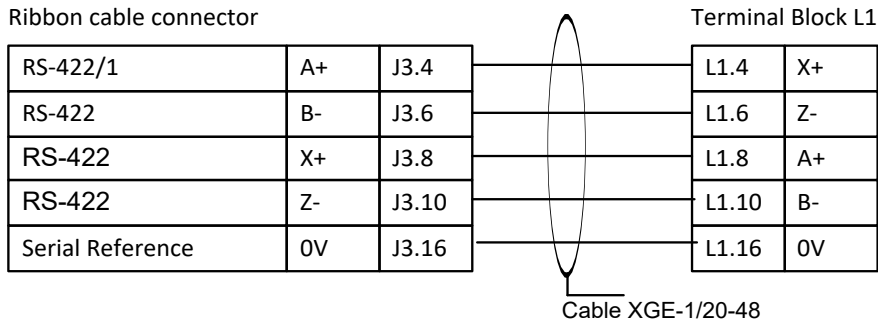 Ribbon cable connector Terminal Block L1
RS-422/1 A+ J3.4 L1.4 X+
RS-422 B- J3.6 L1.6 Z-
RS-422 X+ J3.8 L1.8 A+
RS-422 Z- J3.10 L1.10 B-
Serial Reference 0V J3.16 L1.16 0V
Cable XGE-1/20-48